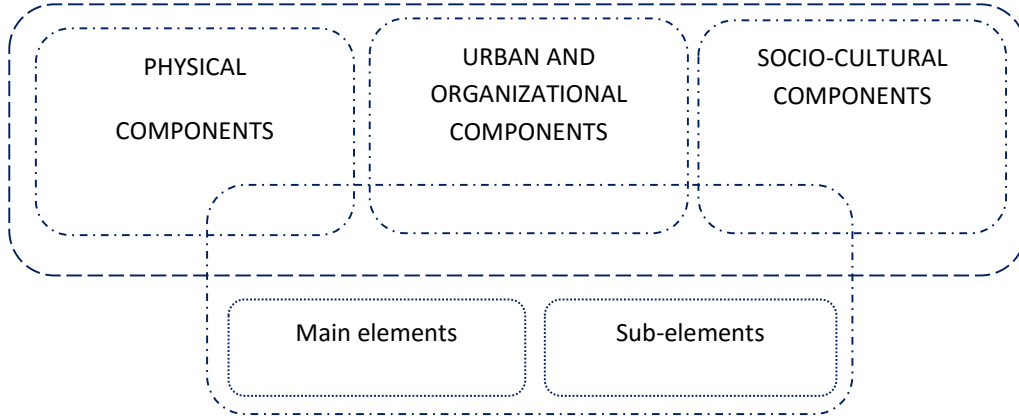 PHYSICAL
COMPONENTS
URBAN AND
ORGANIZATIONAL
COMPONENTS
SOCIO-CULTURAL
COMPONENTS
Main elements
Sub-elements